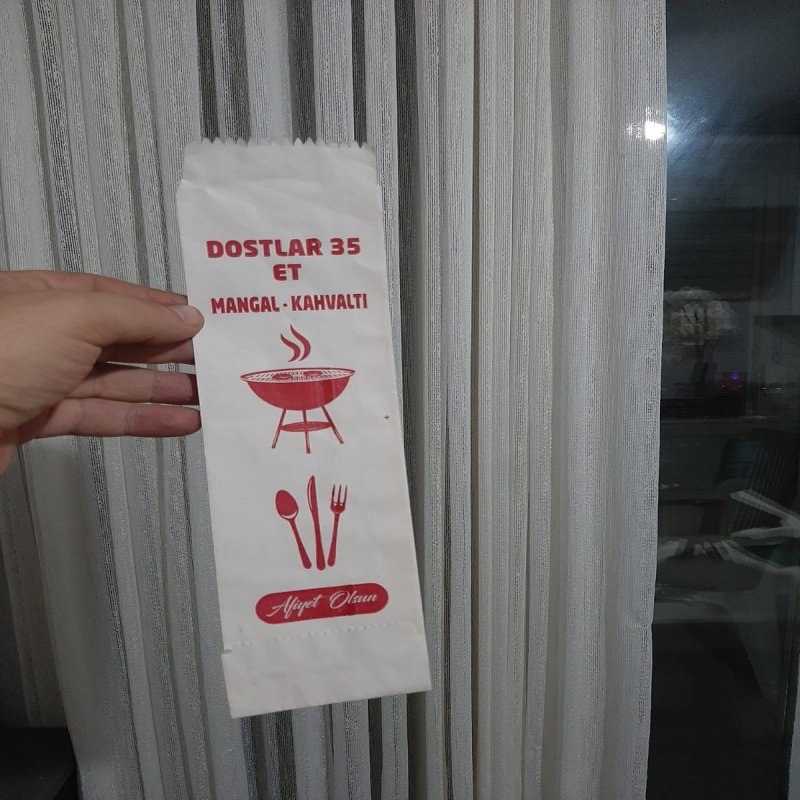 DOSTLAR 35
ET
MANGAL - KAHVALTI
Afiyet Olsun